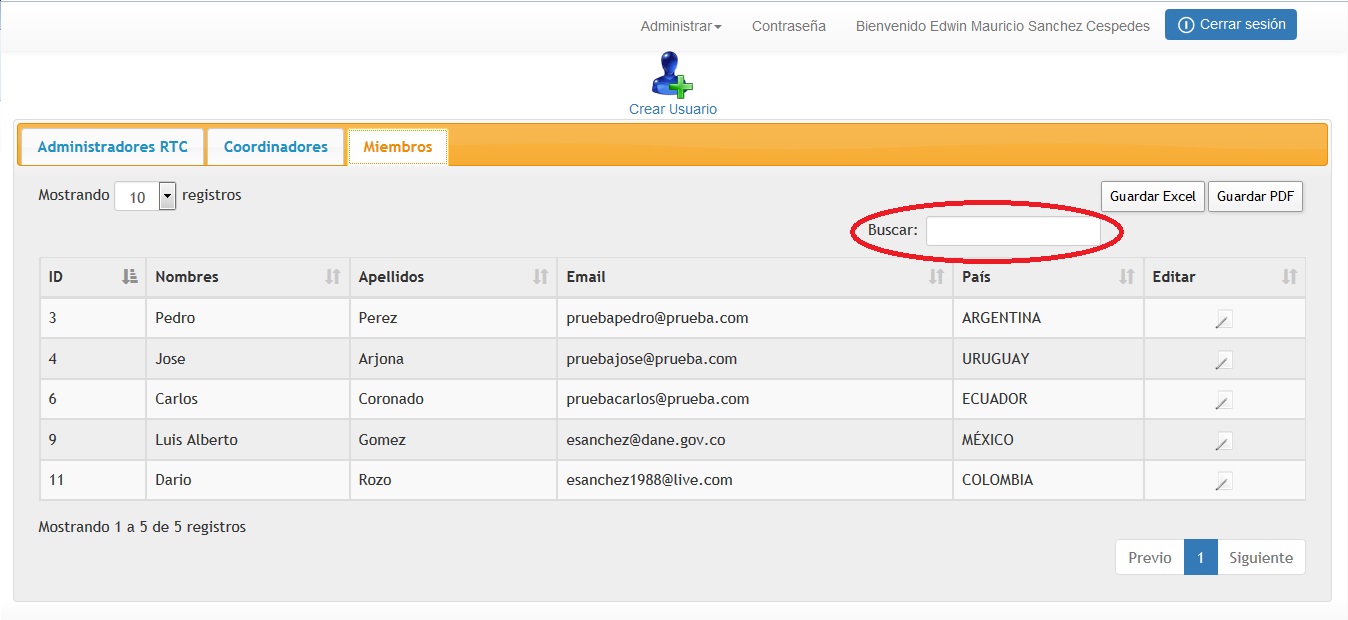 Administrar Contraseña Bienvenido Edwin Mauricio Sanchez Cespedes Cerrar sesión
Crear Usuario
Administradores RTC Coordinadores Miembros
Mostrando 10 registros Guardar Excel Guardar PDF
Buscar:
ID Nombres Apellidos Email País Editar
3 Pedro Perez pruebapedro@prueba.com ARGENTINA
4 Jose Arjona pruebajose@prueba.com URUGUAY
6 Carlos Coronado pruebacarlos@prueba.com ECUADOR
9 Luis Alberto Gomez esanchez@dane.gov.co MÉXICO
11 Dario Rozo esanchez1988@live.com COLOMBIA
Mostrando 1 a 5 de 5 registros
Previo 1 Siguiente